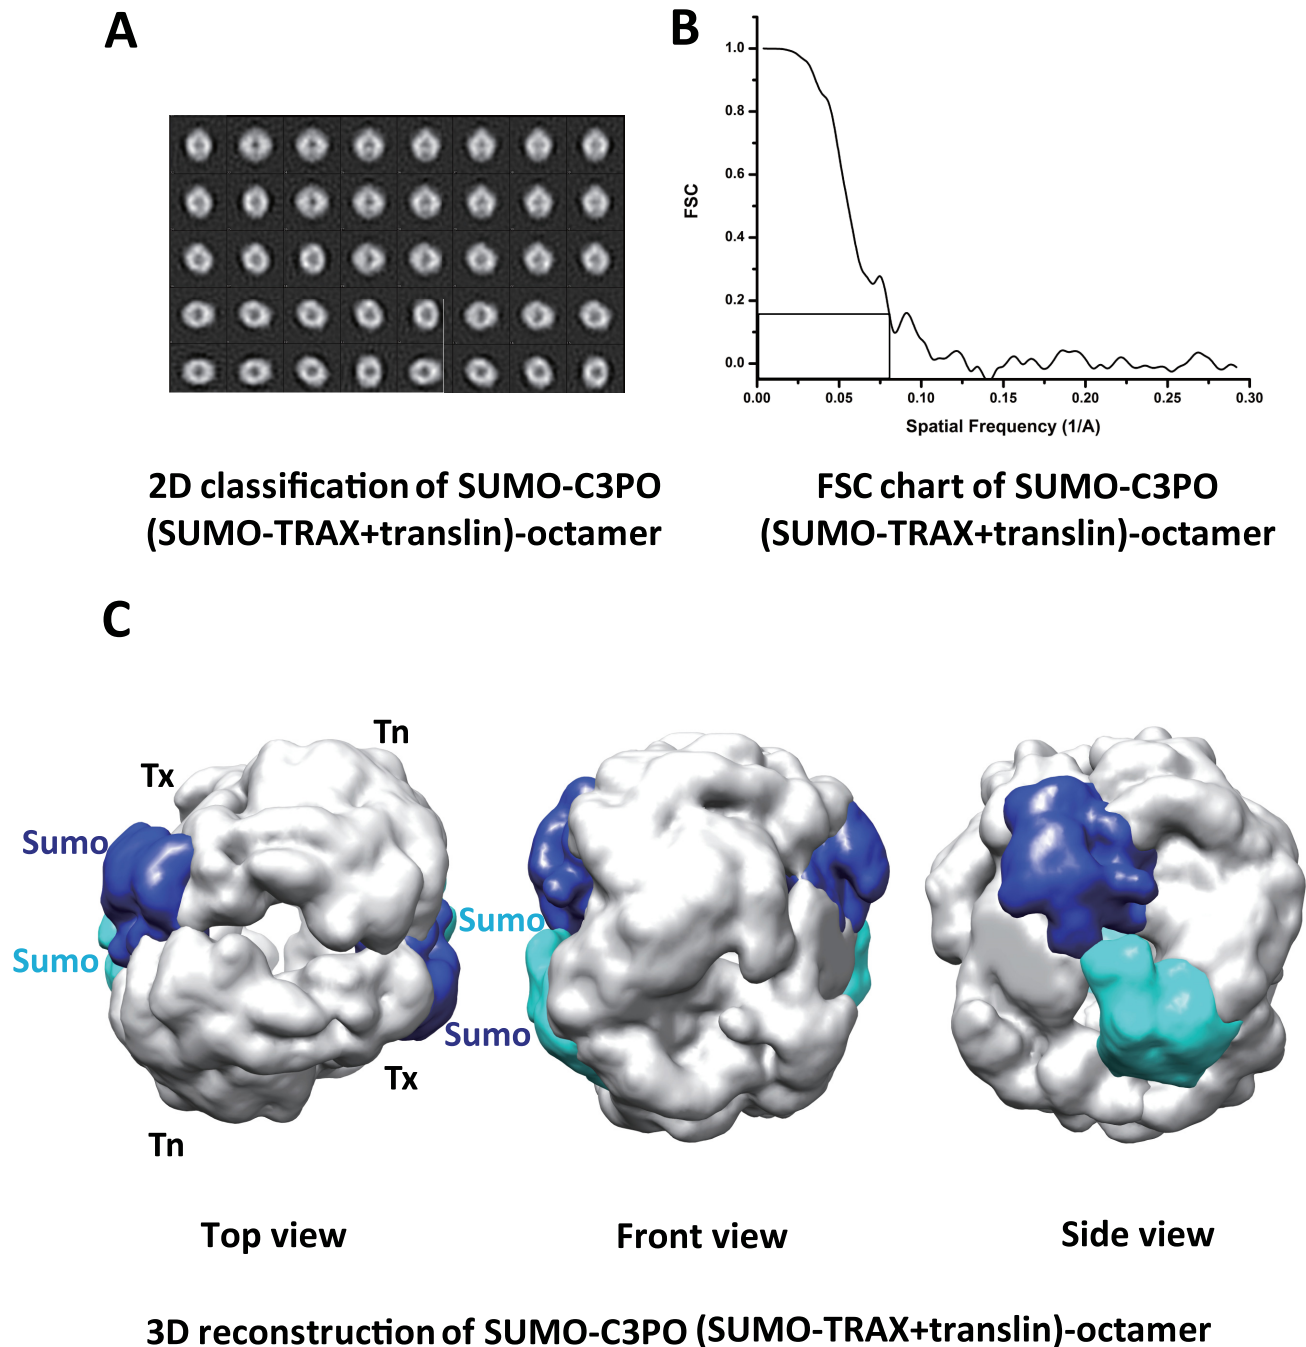 A
B
1.0
0.8
0.6
0.4
0.2
0.0
FSC
0.00 0.05 0.10 0.15 0.20 0.25 0.30
Spatial Frequency (1/A)
2D classification of SUMO-C3PO
(SUMO-TRAX+translin)-octamer
FSC chart of SUMO-C3PO
(SUMO-TRAX+translin)-octamer
C
Tn
Tx
Sumo
Sumo
Sumo
Sumo
Tx
Tn
Top view
Front view
Side view
3D reconstruction of SUMO-C3PO (SUMO-TRAX+translin)-octamer